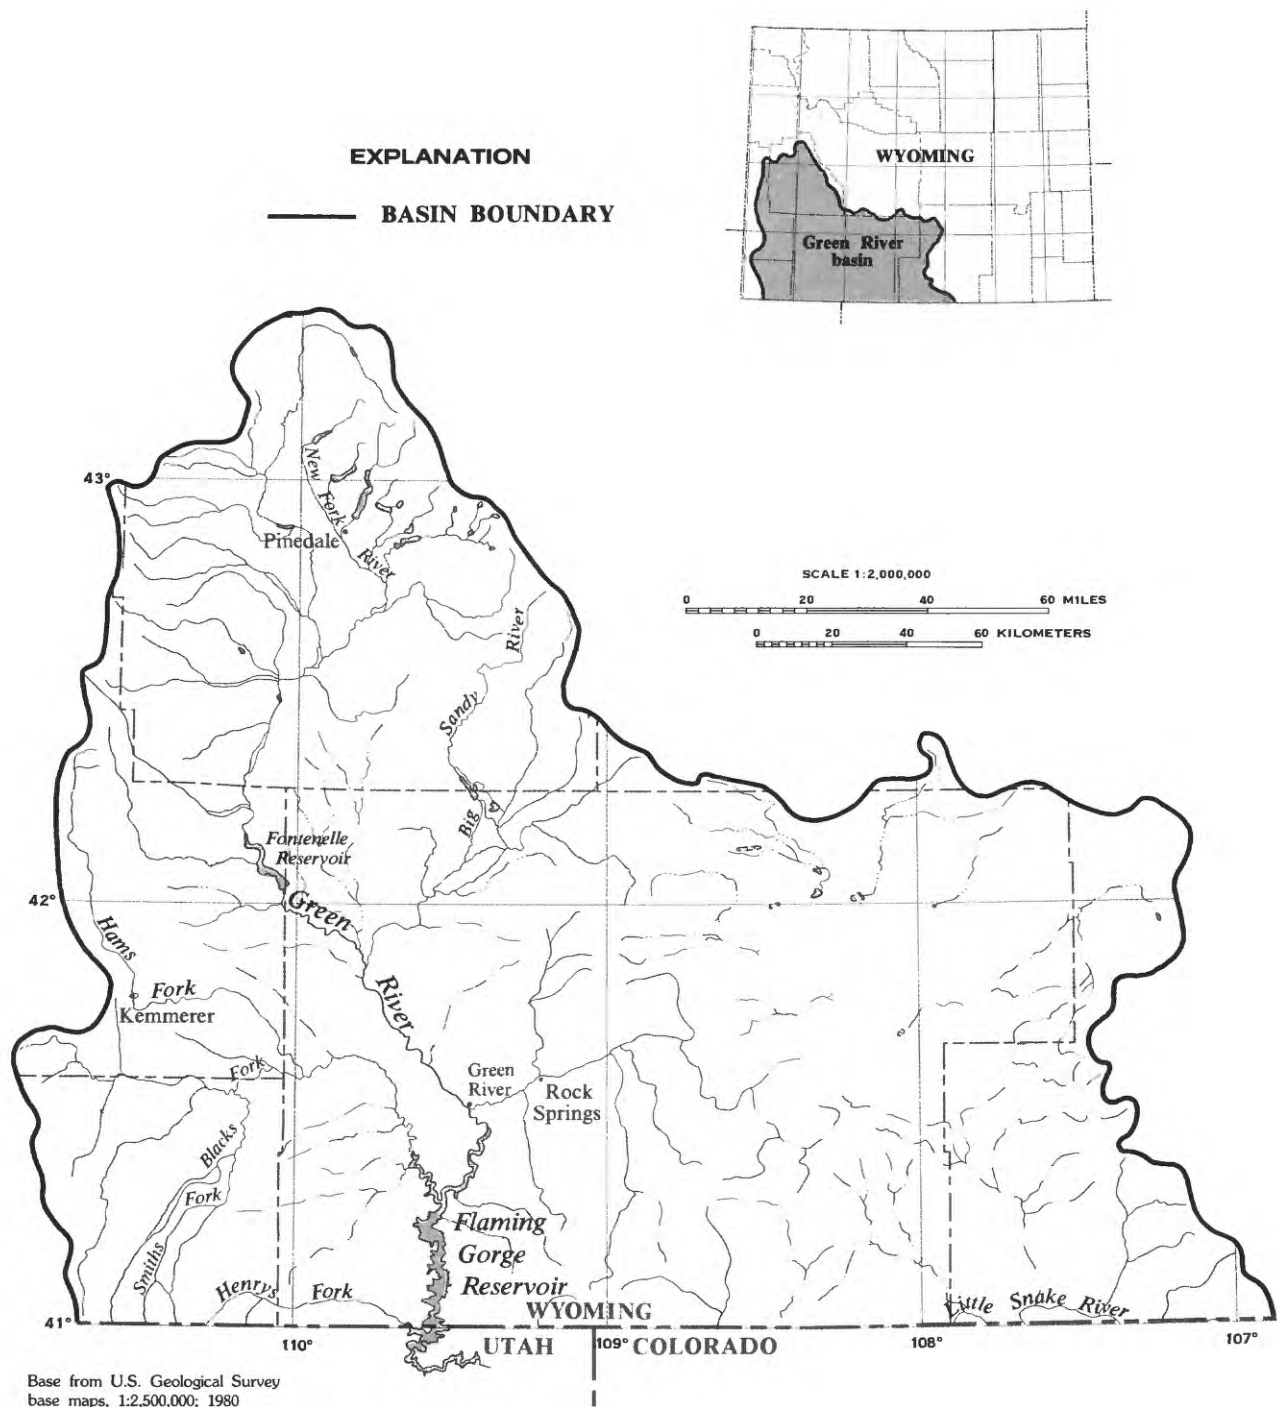 EXPLANATION
BASIN BOUNDARY
WYOMING
Green River
basin
43°
New Fork
River
Pinedale
SCALE 1:2,000,000
0 20 40 60 MILES
0 20 40 60 KILOMETERS
River
Sandy
Big
Fontenelle
Reservoir
42°
Green
River
Hams
Fork
Kemmerer
Fork
Green
River
Rock
Springs
Blacks
Fork
Smiths
Flaming
Gorge
Reservoir
Henrys Fork
Little Snake River
WYOMING
41°
UTAH
COLORADO
110°
109°
108°
107°
Base from U.S. Geological Survey
base maps, 1:2,500,000; 1980